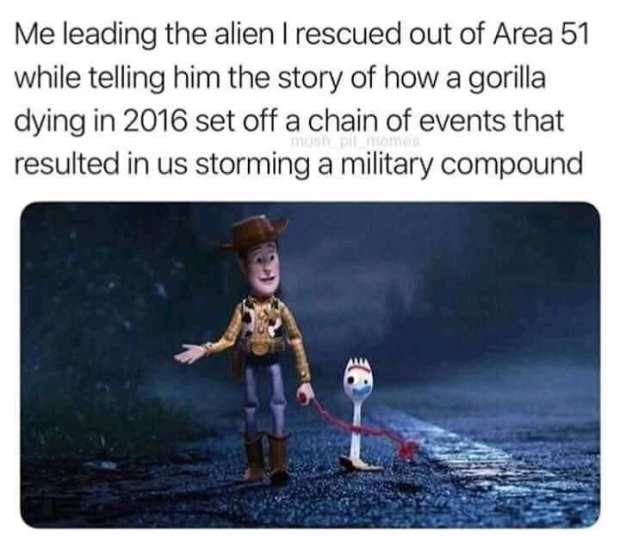 Me leading the alien I rescued out of Area 51
while telling him the story of how a gorilla
dying in 2016 set off a chain of events that
mosh_pit_memes
resulted in us storming a military compound